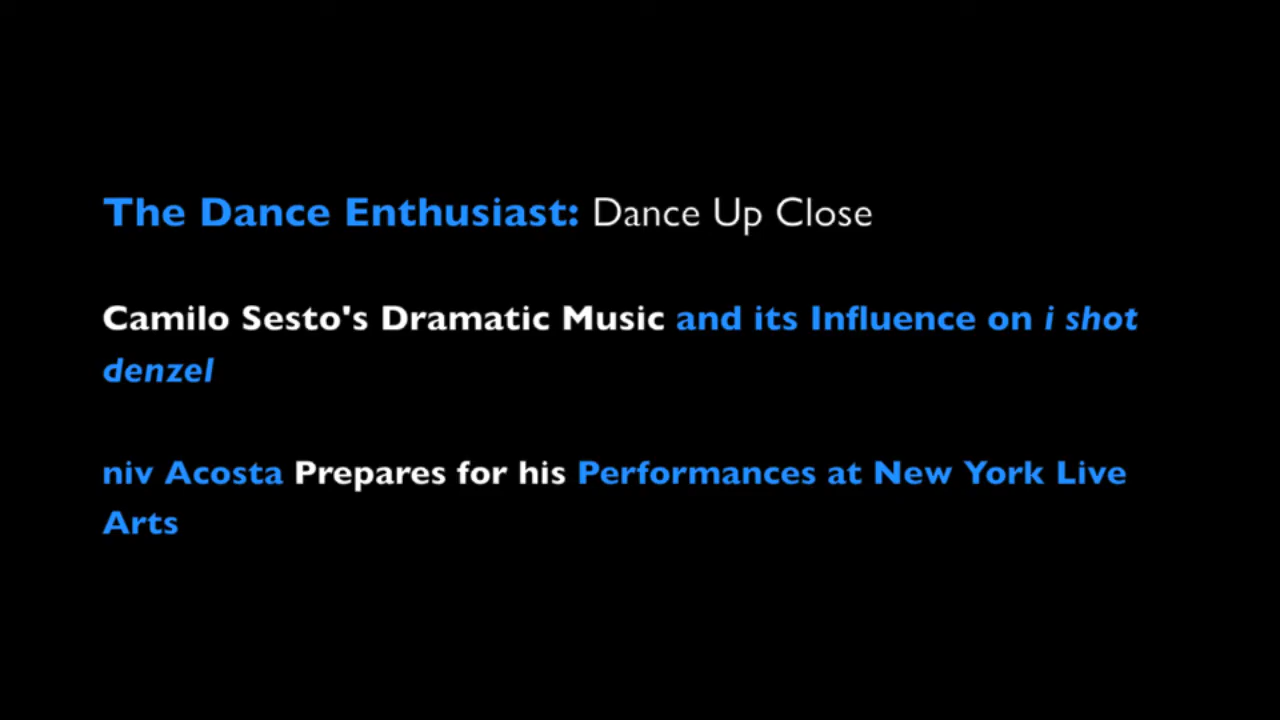 The Dance Enthusiast: Dance Up Close
Camilo Sesto's Dramatic Music and its Influence on i shot
denzel
niv Acosta Prepares for his Performances at New York Live
Arts